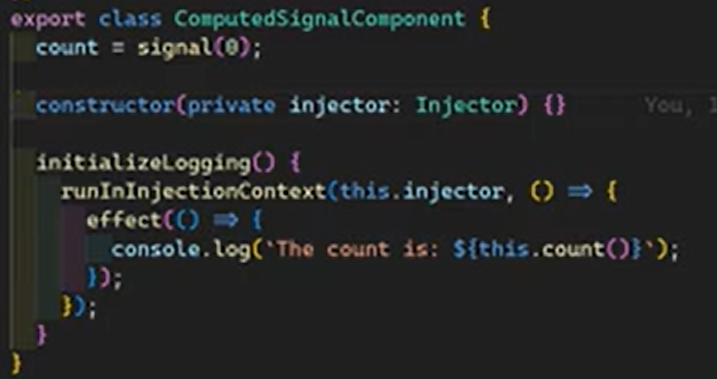 export class ComputedSignalComponent {
count = signal(0);
constructor(private injector: Injector) {} You, 1
initializeLogging() {
runInInjectionContext(this.injector, () => {
effect(() => {
console.log(`The count is: ${this.count()}`);
});
});
}
}